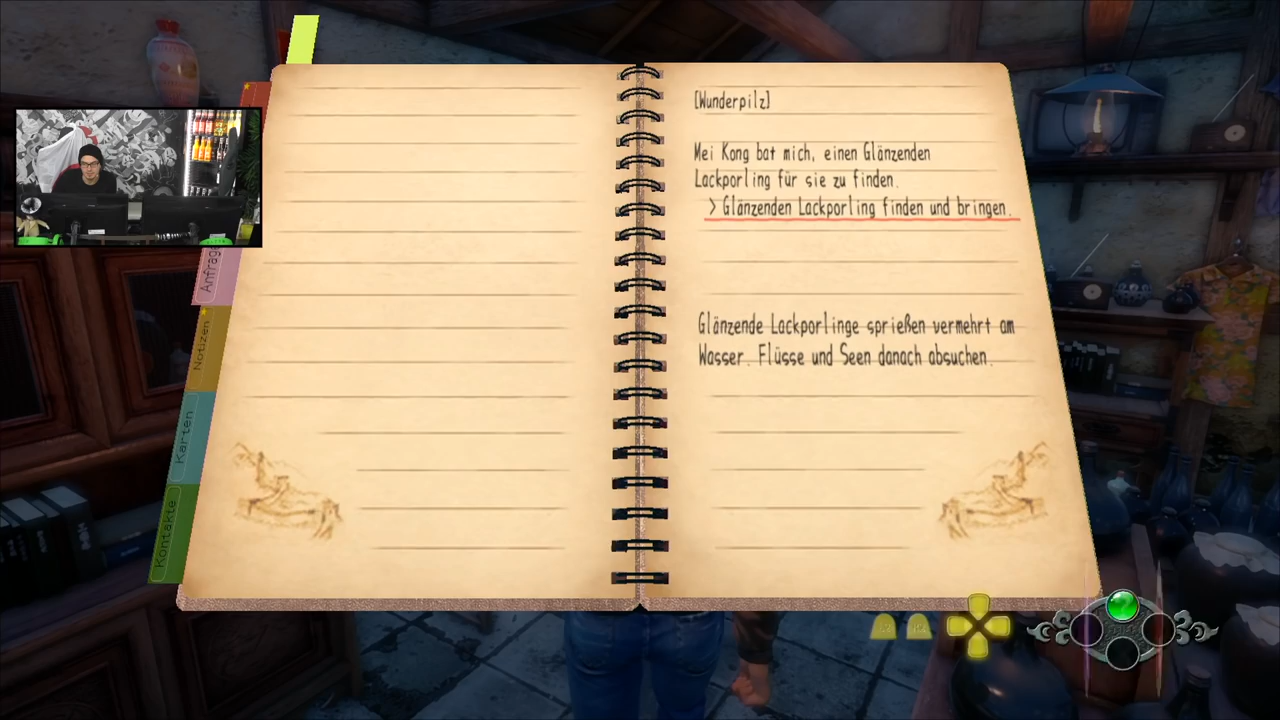 [Wunderpilz]
Mei Kong bat mich, einen Glänzenden
Lackporling für sie zu finden.
> Glänzenden Lackporling finden und bringen.
Glänzende Lackporlinge sprießen vermehrt am
Wasser. Flüsse und Seen danach absuchen.
Anfrag
Notizen
Karten
Kontakte